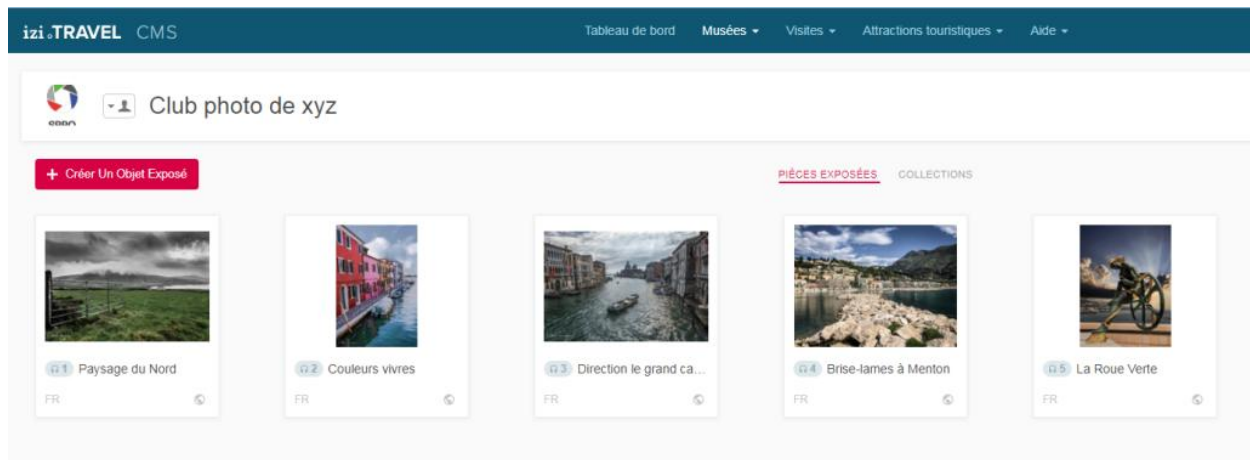 izi.TRAVEL CMS
Tableau de bord Musées Visites Attractions touristiques Aide
Club photo de xyz
+ Créer Un Objet Exposé
PIÈCES EXPOSÉES COLLECTIONS
1 Paysage du Nord
2 Couleurs vivres
3 Direction le grand ca...
4 Brise-lames à Menton
5 La Roue Verte
FR
FR
FR
FR
FR